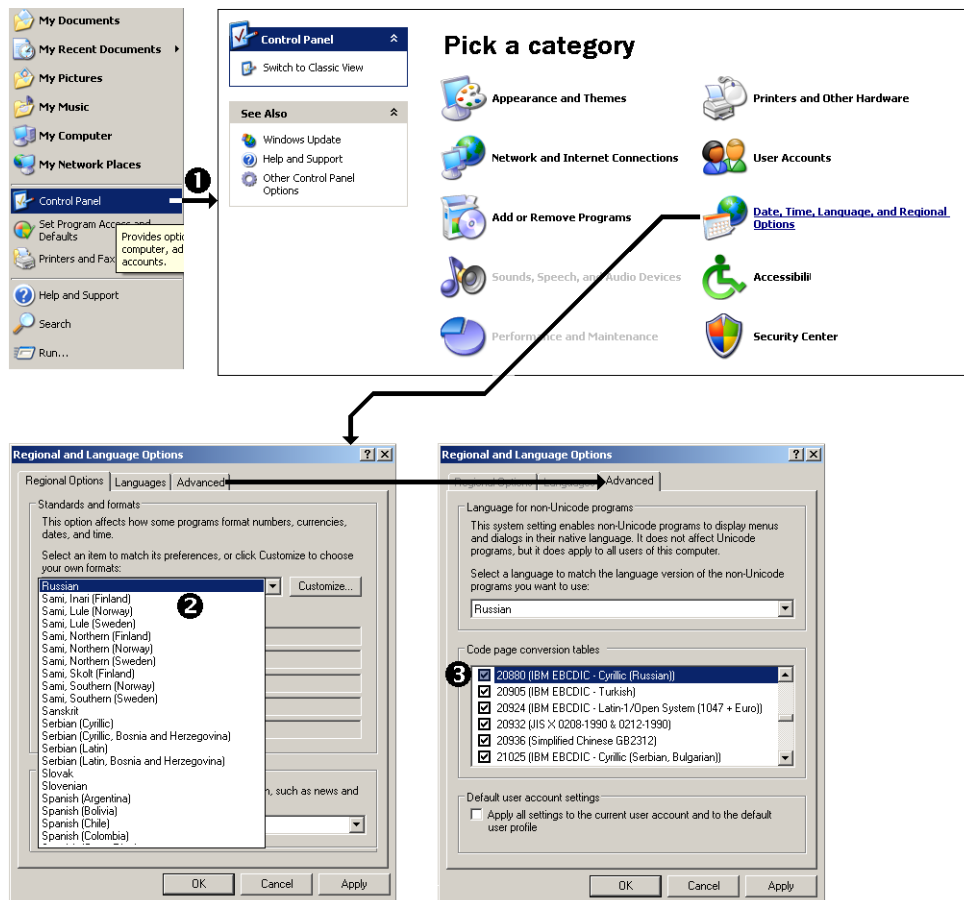 My Documents
My Recent Documents
My Pictures
My Music
My Computer
My Network Places
Control Panel
Set Program Access and
Defaults
Printers and Fax
Provides optio
computer, ad
accounts.
Help and Support
Search
Run...
1
Control Panel
Switch to Classic View
See Also
Windows Update
Help and Support
Other Control Panel
Options
Pick a category
Appearance and Themes
Printers and Other Hardware
Network and Internet Connections
User Accounts
Add or Remove Programs
Date, Time, Language, and Regional
Options
Sounds, Speech, and Audio Devices
Accessibili
Performance and Maintenance
Security Center
Regional and Language Options
Regional Options
Languages
Advanced
Standards and formats
This option affects how some programs format numbers, currencies,
dates, and time.
Select an item to match its preferences, or click Customize to choose
your own formats:
Russian
Customize...
2
Sami, Inari (Finland)
Sami, Lule (Norway)
Sami, Lule (Sweden)
Sami, Northern (Finland)
Sami, Northern (Norway)
Sami, Northern (Sweden)
Sami, Skolt (Finland)
Sami, Southern (Norway)
Sami, Southern (Sweden)
Sanskrit
Serbian (Cyrillic)
Serbian (Cyrillic, Bosnia and Herzegovina)
Serbian (Latin)
Serbian (Latin, Bosnia and Herzegovina)
Slovak
Slovenian
Spanish (Argentina)
Spanish (Bolivia)
Spanish (Chile)
Spanish (Colombia)
n, such as news and
OK
Cancel
Apply
Regional and Language Options
Regional Options
Languages
Advanced
Language for non-Unicode programs
This system setting enables non-Unicode programs to display menus
and dialogs in their native language. It does not affect Unicode
programs, but it does apply to all users of this computer.
Select a language to match the language version of the non-Unicode
programs you want to use:
Russian
Code page conversion tables
3
20880 (IBM EBCDIC - Cyrillic (Russian))
20905 (IBM EBCDIC - Turkish)
20924 (IBM EBCDIC - Latin-1/Open System (1047 + Euro))
20932 (JIS X 0208-1990 & 0212-1990)
20936 (Simplified Chinese GB2312)
21025 (IBM EBCDIC - Cyrillic (Serbian, Bulgarian))
Default user account settings
Apply all settings to the current user account and to the default
user profile
OK
Cancel
Apply